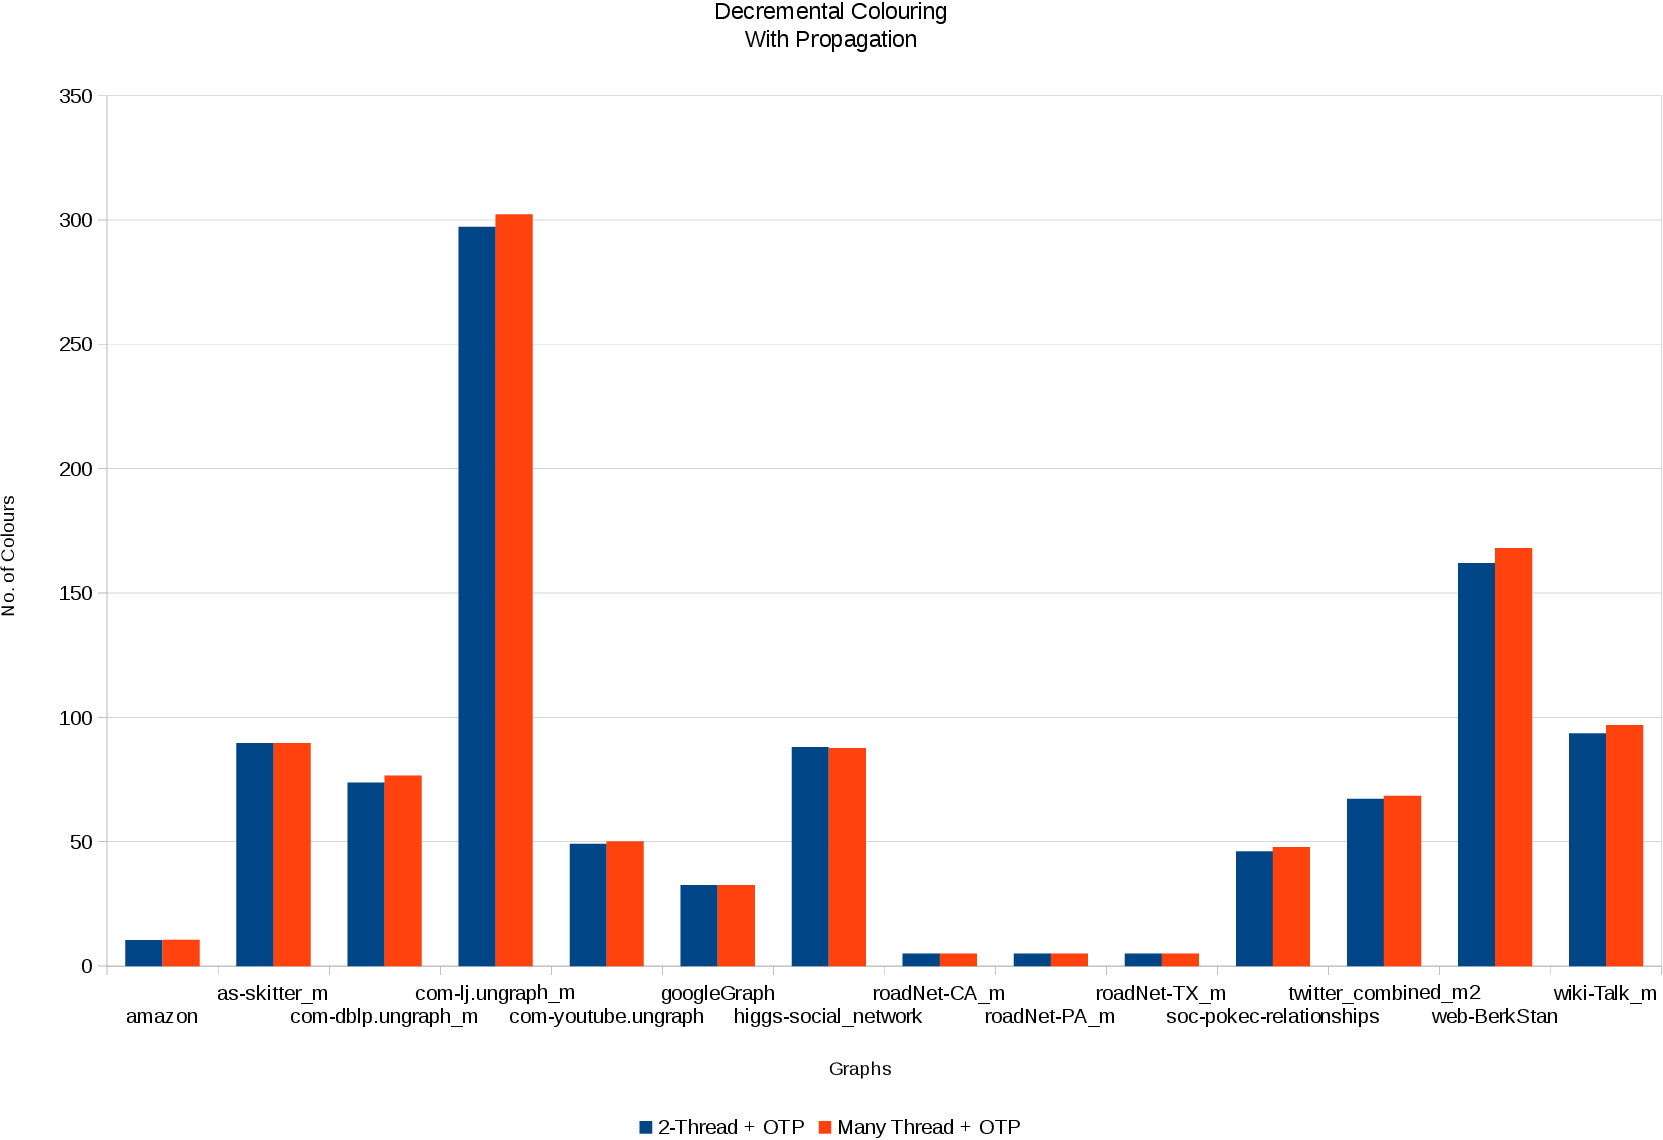 Decremental Colouring
With Propagation
350
300
250
200
150
100
50
0
No. of Colours
as-skitter_m com-lj.ungraph_m googleGraph roadNet-CA_m roadNet-TX_m twitter_combined_m2 wiki-Talk_m
amazon com-dblp.ungraph_m com-youtube.ungraph higgs-social_network roadNet-PA_m soc-pokec-relationships web-BerkStan
Graphs
2-Thread + OTP Many Thread + OTP